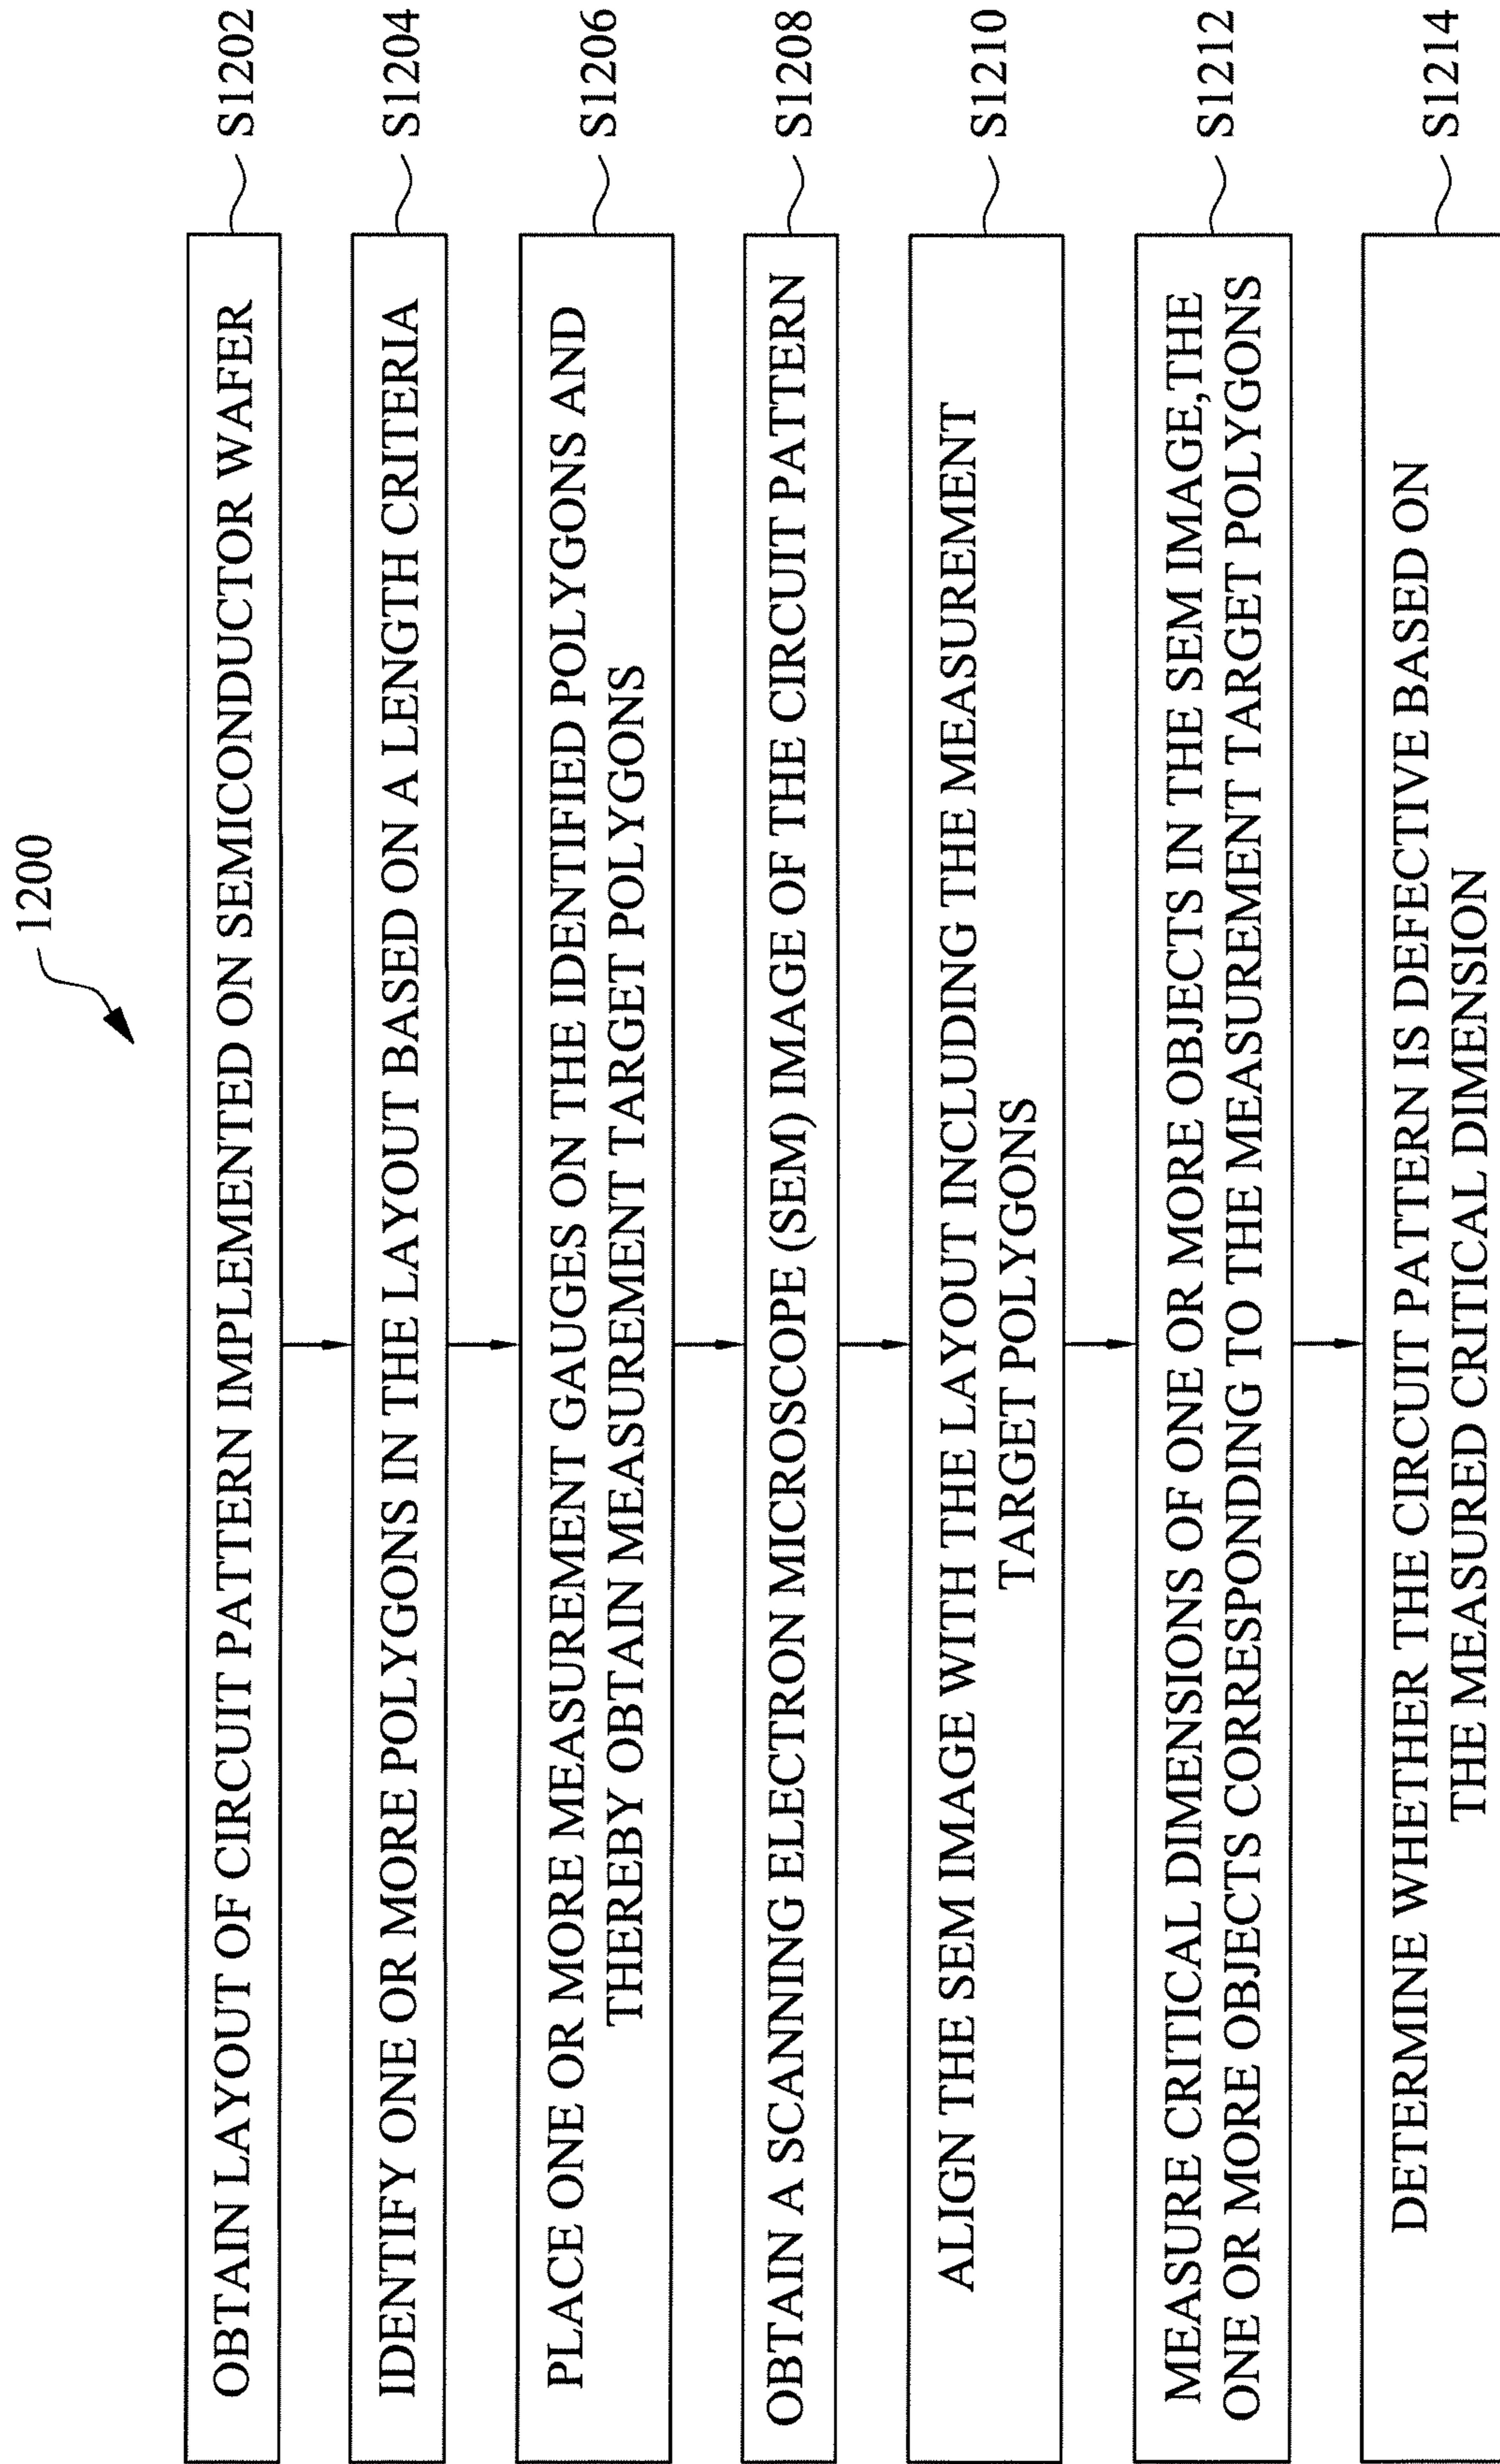 1200
OBTAIN LAYOUT OF CIRCUIT PATTERN IMPLEMENTED ON SEMICONDUCTOR WAFER
S1202
IDENTIFY ONE OR MORE POLYGONS IN THE LAYOUT BASED ON A LENGTH CRITERIA
S1204
PLACE ONE OR MORE MEASUREMENT GAUGES ON THE IDENTIFIED POLYGONS AND
THEREBY OBTAIN MEASUREMENT TARGET POLYGONS
S1206
OBTAIN A SCANNING ELECTRON MICROSCOPE (SEM) IMAGE OF THE CIRCUIT PATTERN
S1208
ALIGN THE SEM IMAGE WITH THE LAYOUT INCLUDING THE MEASUREMENT
TARGET POLYGONS
S1210
MEASURE CRITICAL DIMENSIONS OF ONE OR MORE OBJECTS IN THE SEM IMAGE,THE
ONE OR MORE OBJECTS CORRESPONDING TO THE MEASUREMENT TARGET POLYGONS
S1212
DETERMINE WHETHER THE CIRCUIT PATTERN IS DEFECTIVE BASED ON
THE MEASURED CRITICAL DIMENSION
S1214